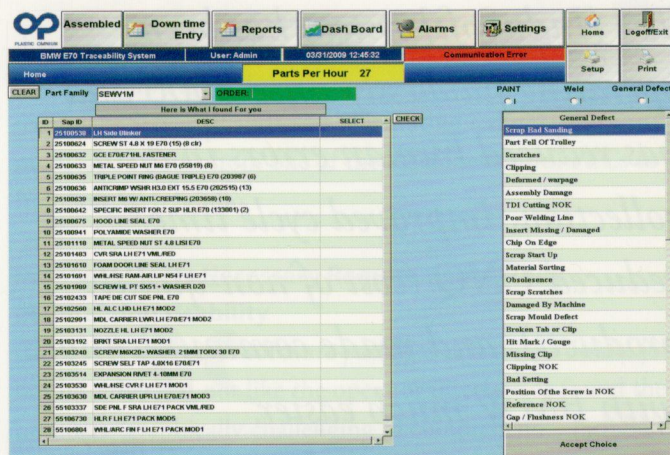 OP
PLASTIC OMNIUM
Assembled
Down time Entry
Reports
Dash Board
Alarms
Settings
Home
Logoff/Exit
BMW E70 Traceability System
User: Admin
03/31/2009 12:45:32
Communication Error
Setup
Print
Home
Parts Per Hour 27
CLEAR
Part Family
SEWV1M
ORDER:
PAINT
Weld
General Defect
Here is What I found For you
ID Sap ID DESC SELECT
CHECK
1 25100530 LH Side Blinker
2 25100624 SCREW ST 4.8 X 19 E70 (15) (8 clr)
3 25100632 GCE E70/E71HL FASTENER
4 25100633 METAL SPEED NUT M6 E70 (55819) (8)
5 25100635 TRIPLE POINT RING (BAGUE TRIPLE) E70 (203987 (6)
6 25100636 ANTICRIMP WSHR H3.0 EXT 15.5 E70 (202515) (13)
7 25100639 INSERT M6 W/ ANTI-CREEPING (203658) (10)
8 25100642 SPECIFIC INSERT FOR Z SUP HLR E70 (133001) (2)
9 25100675 HOOD LINE SEAL E70
10 25100941 POLYAMIDE WASHER E70
11 25101110 METAL SPEED NUT ST 4.8 LISI E70
12 25101483 CVR SRA LH E71 VML/RED
13 25101610 FOAM DOOR LINE SEAL LH E71
14 25101691 WHL/HSE RAM-AIR LIP N54 F LH E71
15 25101980 SCREW HL PT 5X51 + WASHER D20
16 25102433 TAPE DIE CUT SDE PNL E70
17 25102560 HL ALC LHD LH E71 MOD2
18 25102991 MDL CARRIER LWR LH E70/E71 MOD2
19 25103131 NOZZLE HL LH E71 MOD2
20 25103192 BRKT SRA LH E71 MOD1
21 25103240 SCREW M6X20+ WASHER 21MM TORX 30 E70
22 25103245 SCREW SELF TAP 4.8X16 E70/E71
23 25103514 EXPANSION RIVET 4-10MM E70
24 25103530 WHL/HSE CVR F LH E71 MOD1
25 25103630 MDL CARRIER UPR LH E70/E71 MOD3
26 55103337 SDE PNL F SRA LH E71 PACK VML/RED
27 55106730 HLR F LH E71 PACK MOD5
28 55106804 WHL/ARC FIN F LH E71 PACK MOD1
General Defect
Scrap Bad Sanding
Part Fell Of Trolley
Scratches
Clipping
Deformed / warpage
Assembly Damage
TDI Cutting NOK
Poor Welding Line
Insert Missing / Damaged
Chip On Edge
Scrap Start Up
Material Sorting
Obsolesence
Scrap Scratches
Damaged By Machine
Scrap Mould Defect
Broken Tab or Clip
Hit Mark / Gouge
Missing Clip
Clipping NOK
Bad Setting
Position Of the Screw is NOK
Reference NOK
Gap / Flushness NOK
Accept Choice